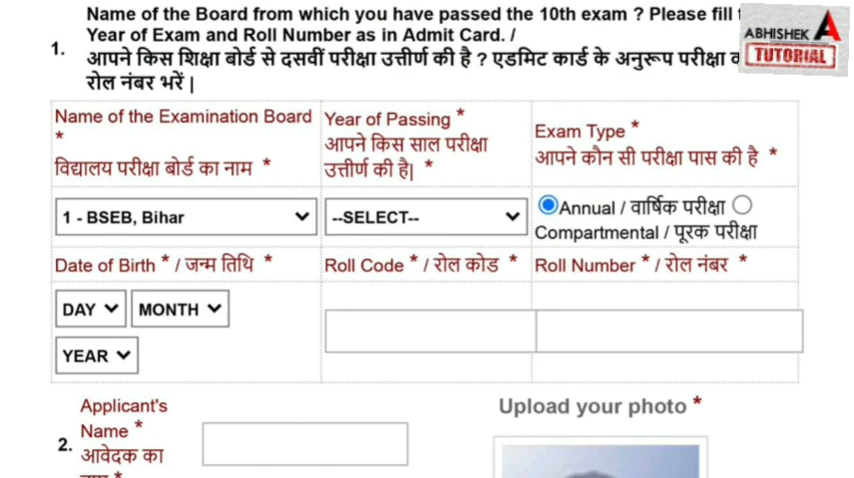 Name of the Board from which you have passed the 10th exam ? Please fill
Year of Exam and Roll Number as in Admit Card. /
1.
आपने किस शिक्षा बोर्ड से दसवीं परीक्षा उत्तीर्ण की है ? एडमिट कार्ड के अनुरूप परीक्षा
रोल नंबर भरें |
ABHISHEK A
TUTORIAL
Name of the Examination Board
*
विद्यालय परीक्षा बोर्ड का नाम *
Year of Passing *
आपने किस साल परीक्षा
उत्तीर्ण की है| *
Exam Type *
आपने कौन सी परीक्षा पास की है *
1 - BSEB, Bihar
--SELECT--
Annual / वार्षिक परीक्षा
Compartmental / पूरक परीक्षा
Date of Birth * / जन्म तिथि *
Roll Code * / रोल कोड *
Roll Number * / रोल नंबर *
DAY
MONTH
YEAR
2.
Applicant's
Name *
आवेदक का
Upload your photo *